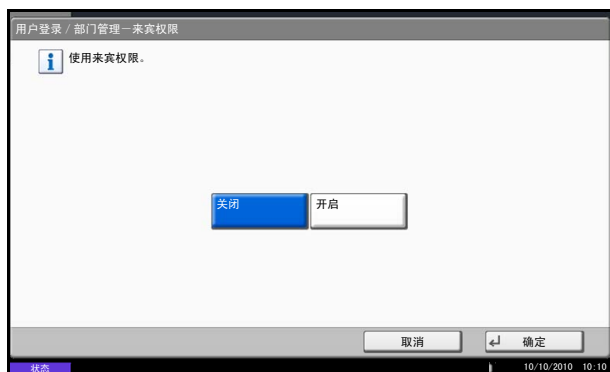 用户登录 / 部门管理－来宾权限
使用来宾权限。
关闭
开启
取消
确定
状态
10/10/2010 10:10